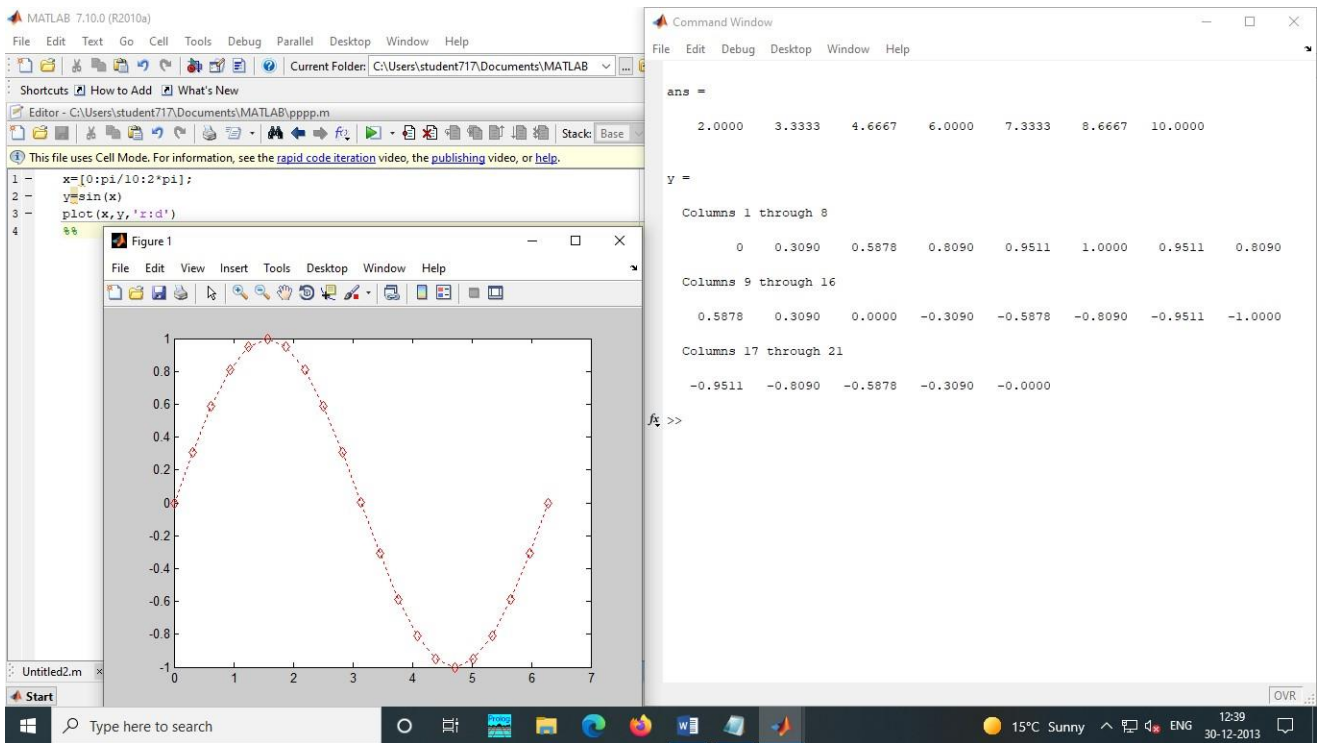 MATLAB 7.10.0 (R2010a)
File Edit Text Go Cell Tools Debug Parallel Desktop Window Help
Current Folder: C:\Users\student717\Documents\MATLAB
Shortcuts How to Add What's New
Editor - C:\Users\student717\Documents\MATLAB\pppp.m
Stack: Base
This file uses Cell Mode. For information, see the rapid code iteration video, the publishing video, or help.
1 - x=[0:pi/10:2*pi];
2 - y=sin(x)
3 - plot(x,y,'r:d')
4 %%
Figure 1
File Edit View Insert Tools Desktop Window Help
1
0.8
0.6
0.4
0.2
0
-0.2
-0.4
-0.6
-0.8
-1
0 1 2 3 4 5 6 7
Untitled2.m ×
Start
Command Window
File Edit Debug Desktop Window Help
ans =
2.0000 3.3333 4.6667 6.0000 7.3333 8.6667 10.0000
y =
Columns 1 through 8
0 0.3090 0.5878 0.8090 0.9511 1.0000 0.9511 0.8090
Columns 9 through 16
0.5878 0.3090 0.0000 -0.3090 -0.5878 -0.8090 -0.9511 -1.0000
Columns 17 through 21
-0.9511 -0.8090 -0.5878 -0.3090 -0.0000
fx >>
OVR
Type here to search
Prolog
15°C Sunny
ENG
12:39
30-12-2013